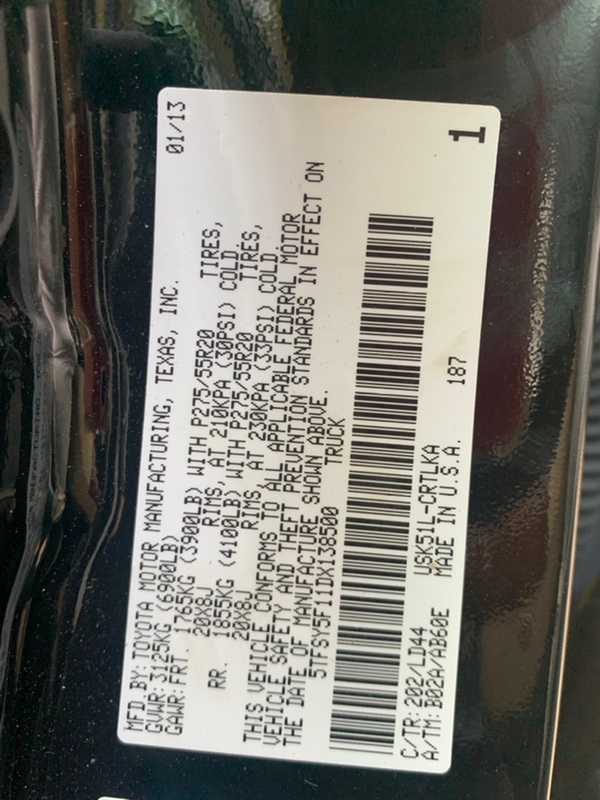 MFD.BY:TOYOTA MOTOR MANUFACTURING, TEXAS, INC. 01/13
GVWR:3125KG (6900LB)
GAWR:FRT. 1765KG (3900LB) WITH P275/55R20 TIRES,
20X8J RIMS, AT 210KPA (30PSI) COLD
RR. 1855KG (4100LB) WITH P275/55R20 TIRES,
20X8J RIMS, AT 230KPA (33PSI) COLD.
THIS VEHICLE CONFORMS TO ALL APPLICABLE FEDERAL MOTOR
VEHICLE SAFETY AND THEFT PREVENTION STANDARDS IN EFFECT ON
THE DATE OF MANUFACTURE SHOWN ABOVE.
5TFSY5F11DX138500 TRUCK
C/TR:202/LD44 USK51L-CRTLKA 187
A/TM:B02A/AB60E MADE IN U.S.A.
1